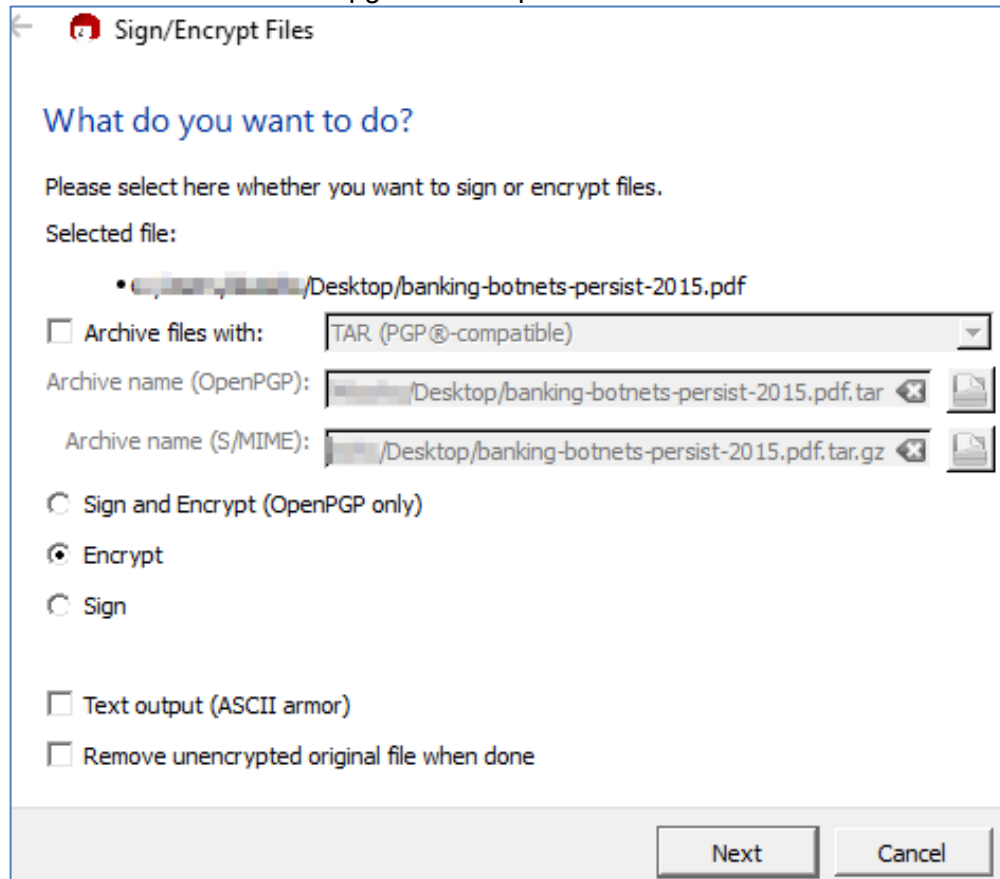 Sign/Encrypt Files
What do you want to do?
Please select here whether you want to sign or encrypt files.
Selected file:
• /Desktop/banking-botnets-persist-2015.pdf
Archive files with: TAR (PGP®-compatible)
Archive name (OpenPGP): /Desktop/banking-botnets-persist-2015.pdf.tar
Archive name (S/MIME): /Desktop/banking-botnets-persist-2015.pdf.tar.gz
Sign and Encrypt (OpenPGP only)
Encrypt
Sign
Text output (ASCII armor)
Remove unencrypted original file when done
Next Cancel